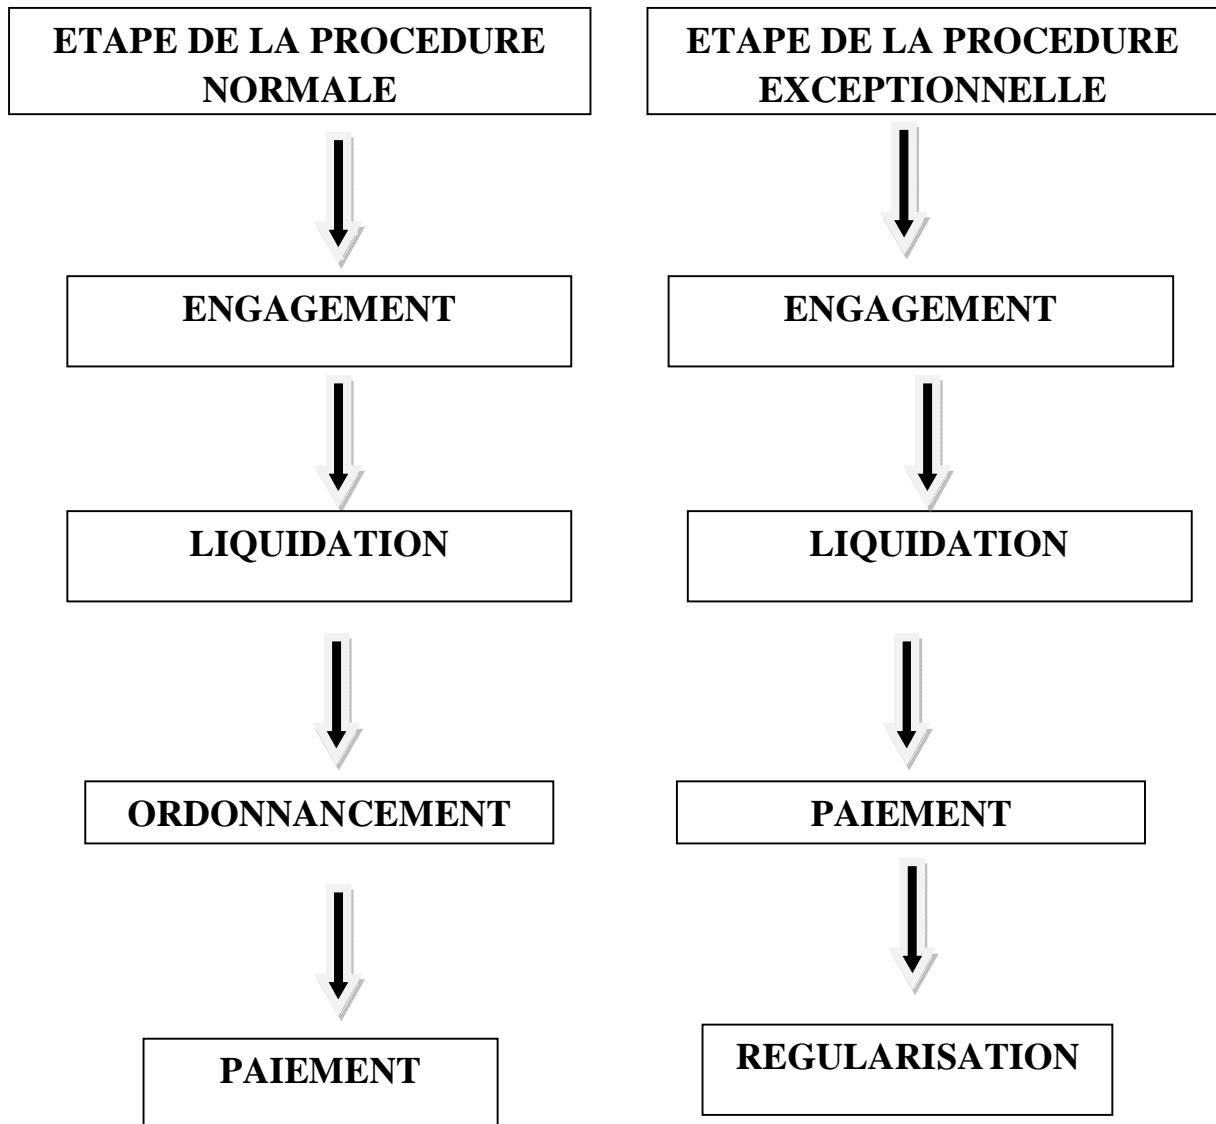 ETAPE DE LA PROCEDURE
NORMALE
ENGAGEMENT
LIQUIDATION
ORDONNANCEMENT
PAIEMENT
ETAPE DE LA PROCEDURE
EXCEPTIONNELLE
ENGAGEMENT
LIQUIDATION
PAIEMENT
REGULARISATION